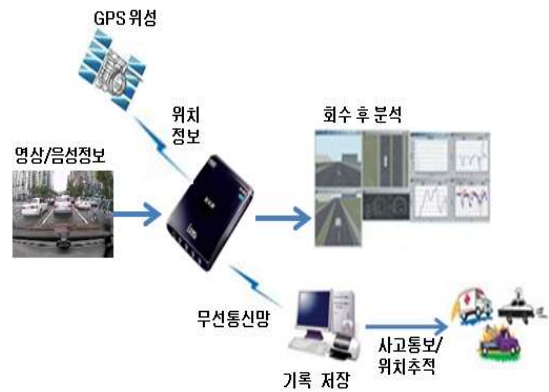 GPS 위성
위치
정보
영상/음성정보
회수 후 분석
무선통신망
기록 저장
사고통보/
위치추적